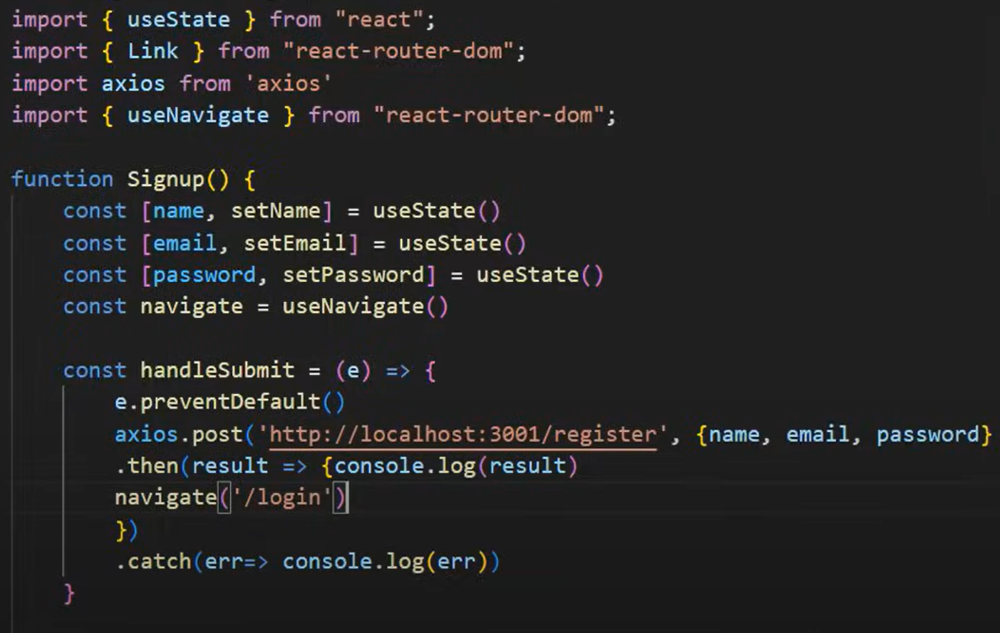 import { useState } from "react";
import { Link } from "react-router-dom";
import axios from 'axios'
import { useNavigate } from "react-router-dom";
function Signup() {
const [name, setName] = useState()
const [email, setEmail] = useState()
const [password, setPassword] = useState()
const navigate = useNavigate()
const handleSubmit = (e) => {
e.preventDefault()
axios.post('http://localhost:3001/register', {name, email, password}
.then(result => {console.log(result)
navigate('/login')
})
.catch(err=> console.log(err))
}